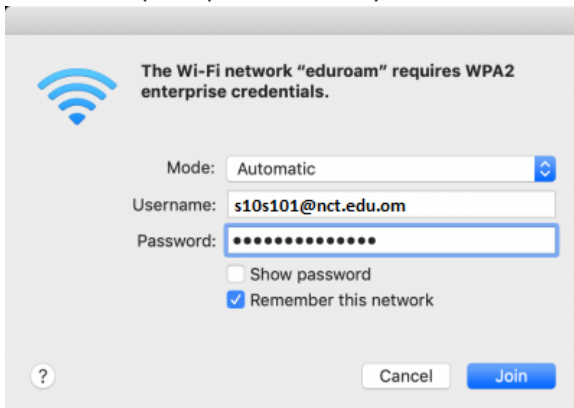 The Wi-Fi network “eduroam” requires WPA2
enterprise credentials.
Mode: Automatic
Username: s10s101@nct.edu.om
Password: ••••••••••••••
Show password
Remember this network
? Cancel Join